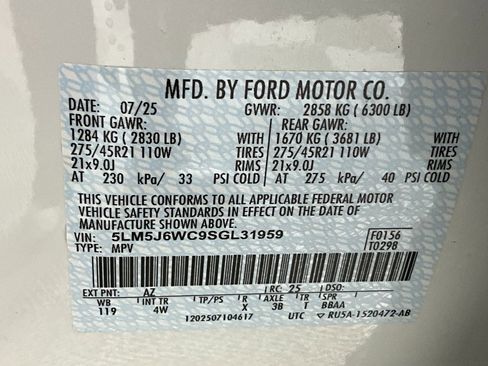 MFD. BY FORD MOTOR CO.
DATE: 07/25 GVWR: 2858 KG ( 6300 LB)
FRONT GAWR: REAR GAWR:
1284 KG ( 2830 LB) WITH 1670 KG ( 3681 LB) WITH
275/45R21 110W TIRES 275/45R21 110W TIRES
21x9.0J RIMS 21x9.0J RIMS
AT 230 kPa/ 33 PSI COLD AT 275 kPa/ 40 PSI COLD
THIS VEHICLE CONFORMS TO ALL APPLICABLE FEDERAL MOTOR
VEHICLE SAFETY AND THEFT PREVENTION STANDARDS IN EFFECT ON THE DATE OF
MANUFACTURE SHOWN ABOVE.
VIN: 5LM5J6WC9SGL31959 F0156
TYPE: MPV T0298
EXT PNT: AZ RC: 25 DSO:
WB INT TR TP/PS R AXLE TR SPR
119 4W X 3B T BBAA
1202507104617 UTC RU5A-1520472-AB